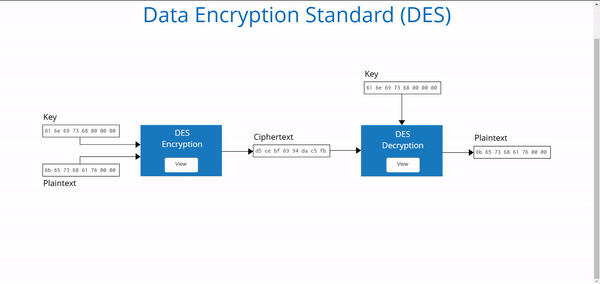 Data Encryption Standard (DES)
Key
61 6e 69 73 68 00 00 00
Key
61 6e 69 73 68 00 00 00
DES
Encryption
View
Ciphertext
d5 ce bf 69 94 da c5 fb
DES
Decryption
View
Plaintext
6b 65 73 68 61 76 00 00
6b 65 73 68 61 76 00 00
Plaintext